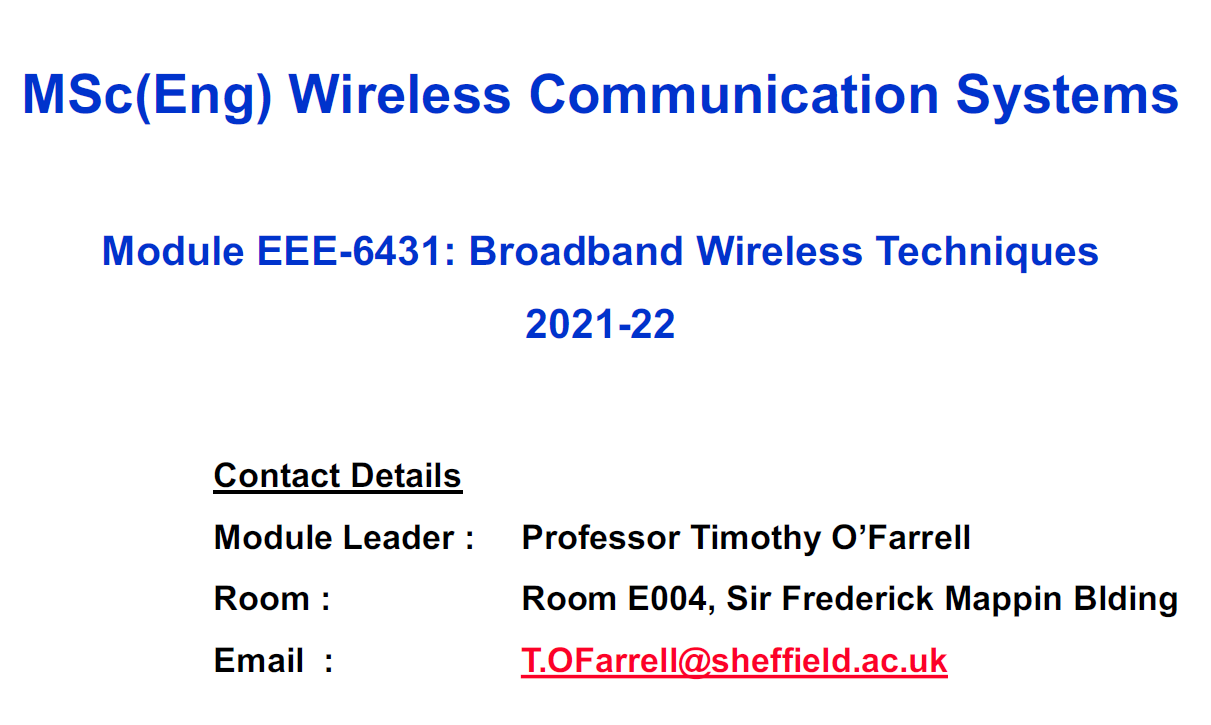 MSc(Eng) Wireless Communication Systems
Module EEE-6431: Broadband Wireless Techniques
2021-22
Contact Details
Module Leader : Professor Timothy O’Farrell
Room : Room E004, Sir Frederick Mappin Blding
Email : T.OFarrell@sheffield.ac.uk